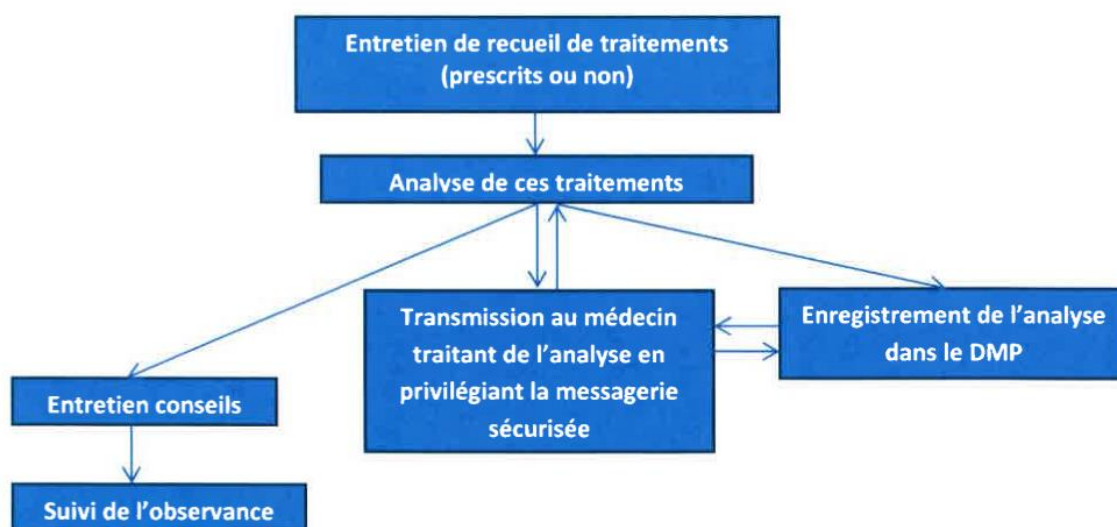 Entretien de recueil de traitements
(prescrits ou non)
Analyse de ces traitements
Transmission au médecin
traitant de l'analyse en
privilégiant la messagerie
sécurisée
Enregistrement de l'analyse
dans le DMP
Entretien conseils
Suivi de l'observance